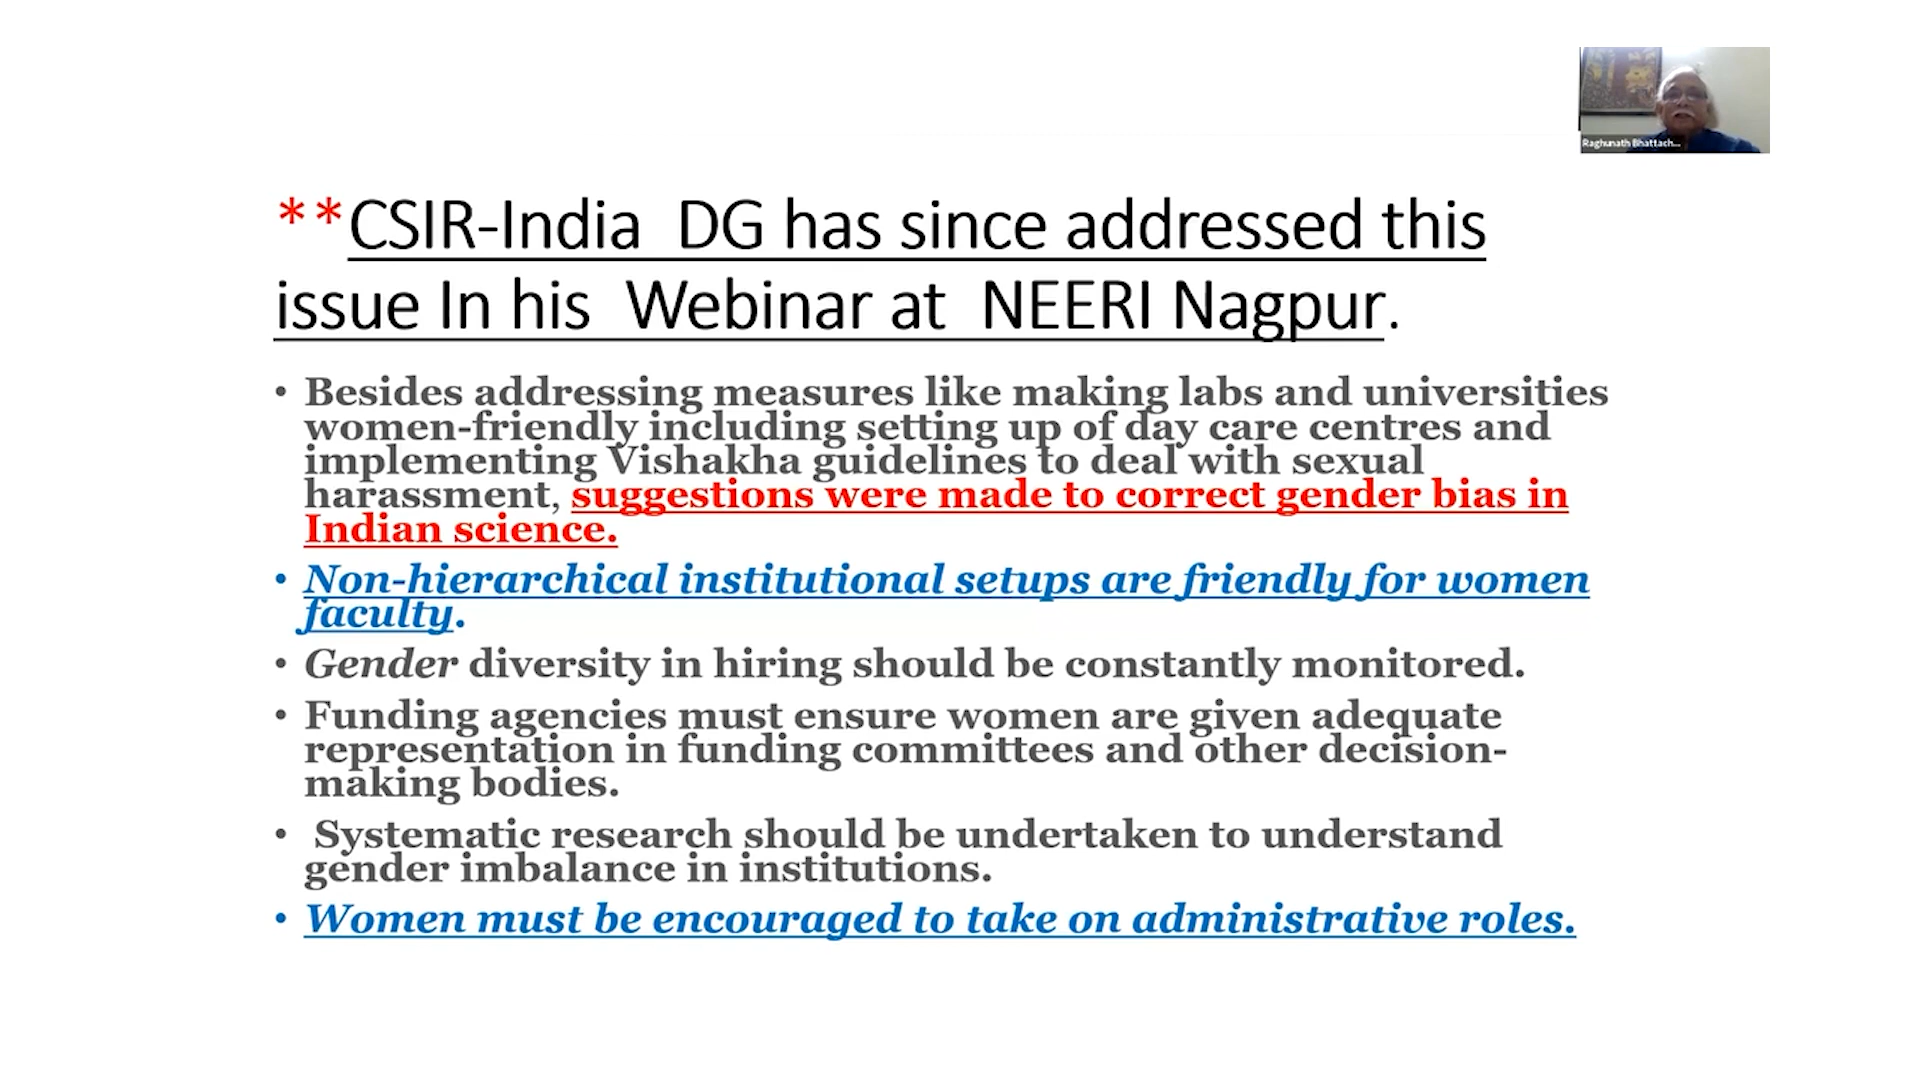 Raghunath Bhattach...
**CSIR-India DG has since addressed this
issue In his Webinar at NEERI Nagpur.
• Besides addressing measures like making labs and universities
women-friendly including setting up of day care centres and
implementing Vishakha guidelines to deal with sexual
harassment, suggestions were made to correct gender bias in
Indian science.
• Non-hierarchical institutional setups are friendly for women
faculty.
• Gender diversity in hiring should be constantly monitored.
• Funding agencies must ensure women are given adequate
representation in funding committees and other decision-
making bodies.
• Systematic research should be undertaken to understand
gender imbalance in institutions.
• Women must be encouraged to take on administrative roles.